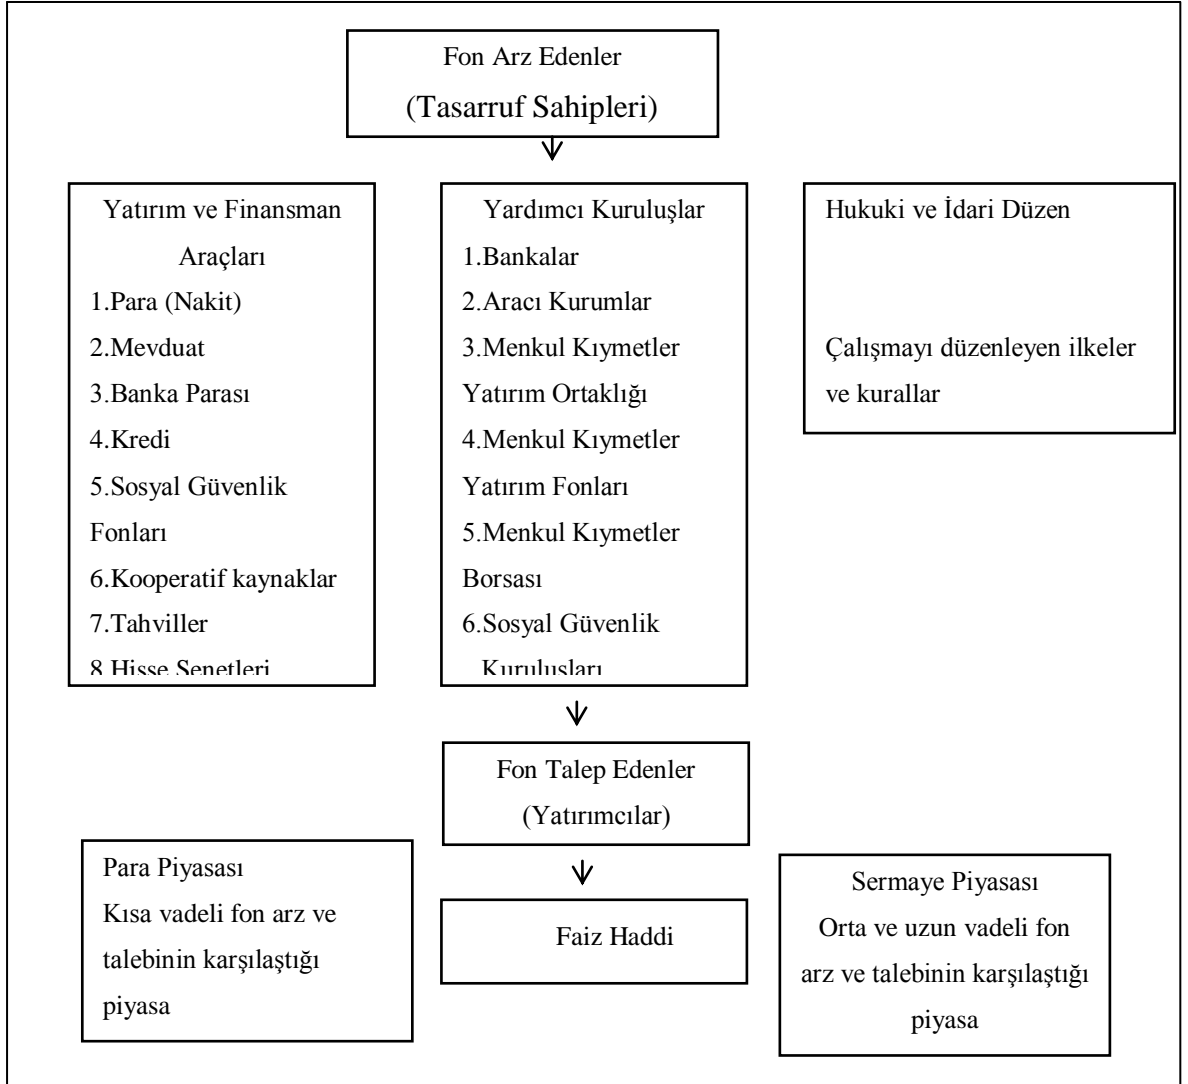 Fon Arz Edenler
(Tasarruf Sahipleri)
Yatırım ve Finansman
Araçları
1.Para (Nakit)
2.Mevduat
3.Banka Parası
4.Kredi
5.Sosyal Güvenlik
Fonları
6.Kooperatif kaynaklar
7.Tahviller
8.Hisse Senetleri
Yardımcı Kuruluşlar
1.Bankalar
2.Aracı Kurumlar
3.Menkul Kıymetler
Yatırım Ortaklığı
4.Menkul Kıymetler
Yatırım Fonları
5.Menkul Kıymetler
Borsası
6.Sosyal Güvenlik
Kuruluşları
Hukuki ve İdari Düzen
Çalışmayı düzenleyen ilkeler
ve kurallar
Fon Talep Edenler
(Yatırımcılar)
Para Piyasası
Kısa vadeli fon arz ve
talebinin karşılaştığı
piyasa
Faiz Haddi
Sermaye Piyasası
Orta ve uzun vadeli fon
arz ve talebinin karşılaştığı
piyasa